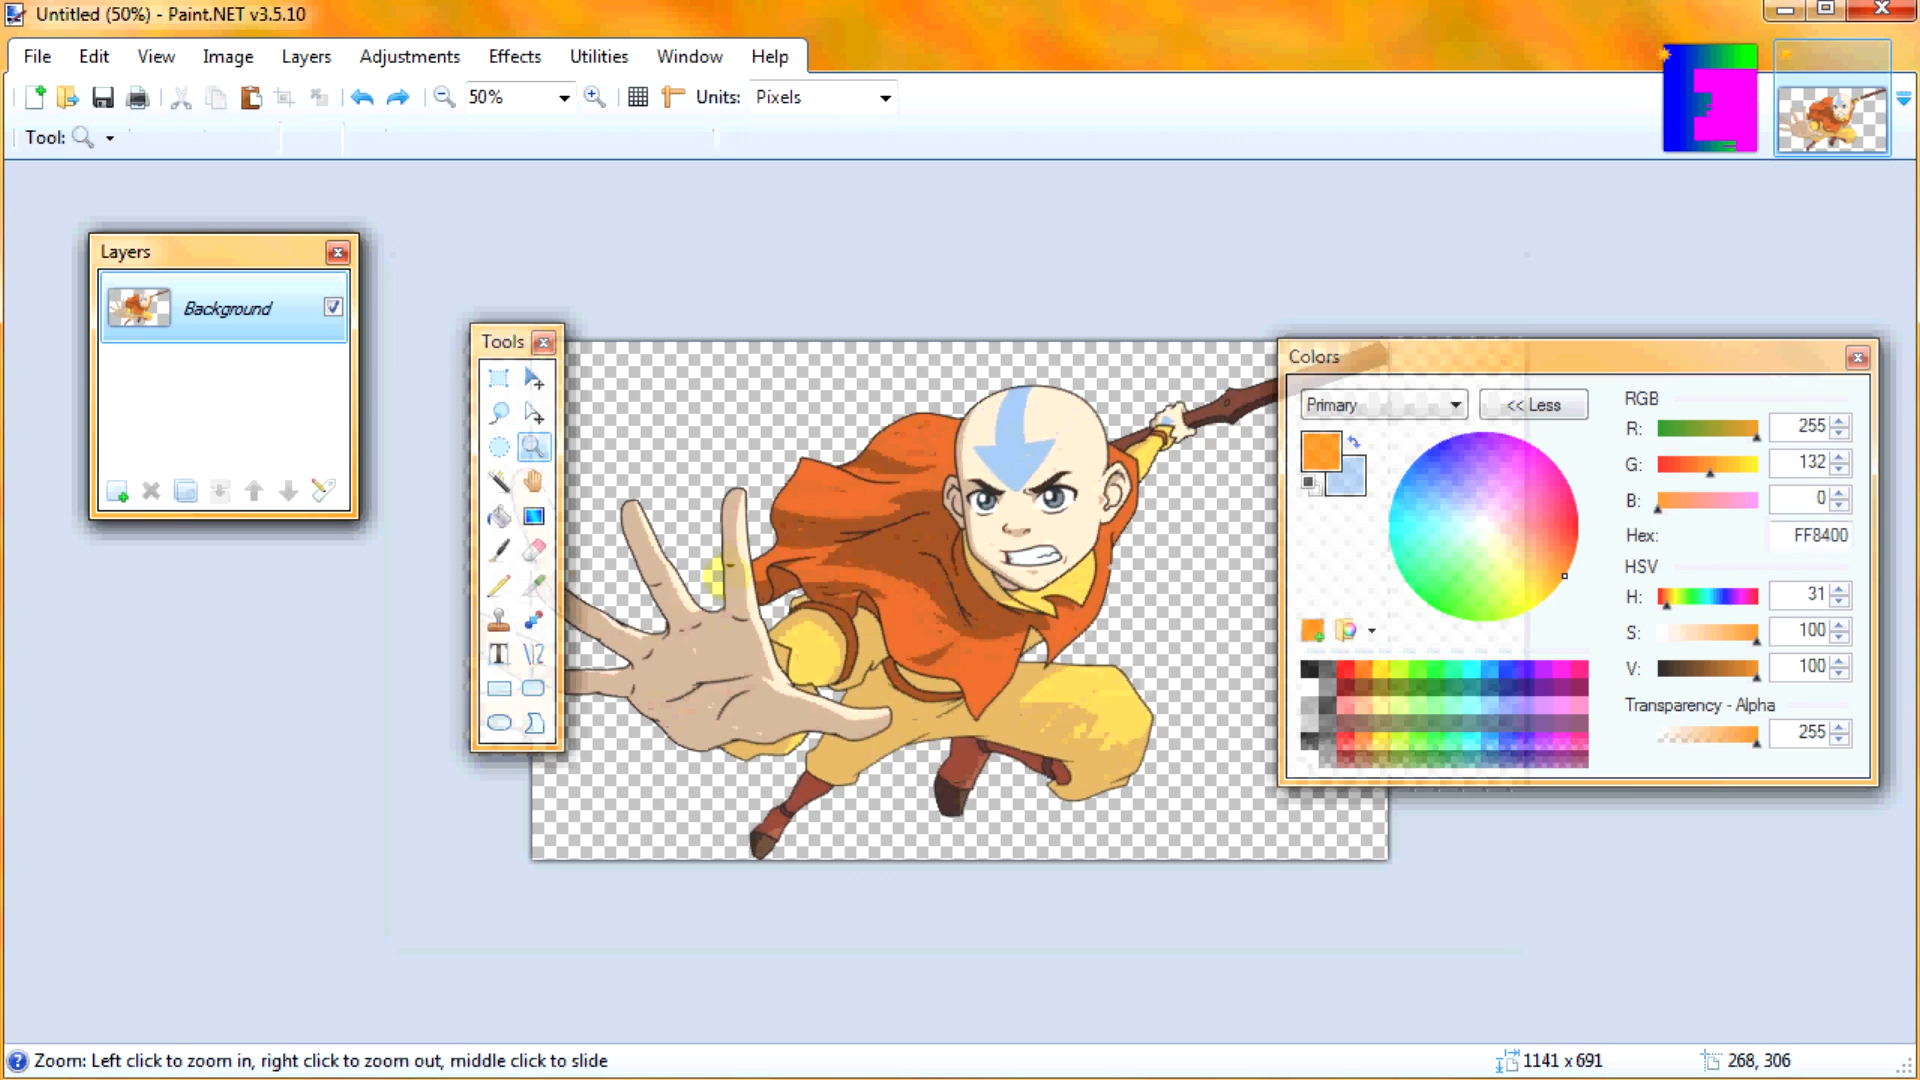 Untitled (50%) - Paint.NET v3.5.10
File Edit View Image Layers Adjustments Effects Utilities Window Help
50% Units: Pixels
Tool:
Layers
Background
Tools
Colors
Primary << Less
RGB
R: 255
G: 132
B: 0
Hex: FF8400
HSV
H: 31
S: 100
V: 100
Transparency - Alpha
255
Zoom: Left click to zoom in, right click to zoom out, middle click to slide
1141 x 691
268, 306